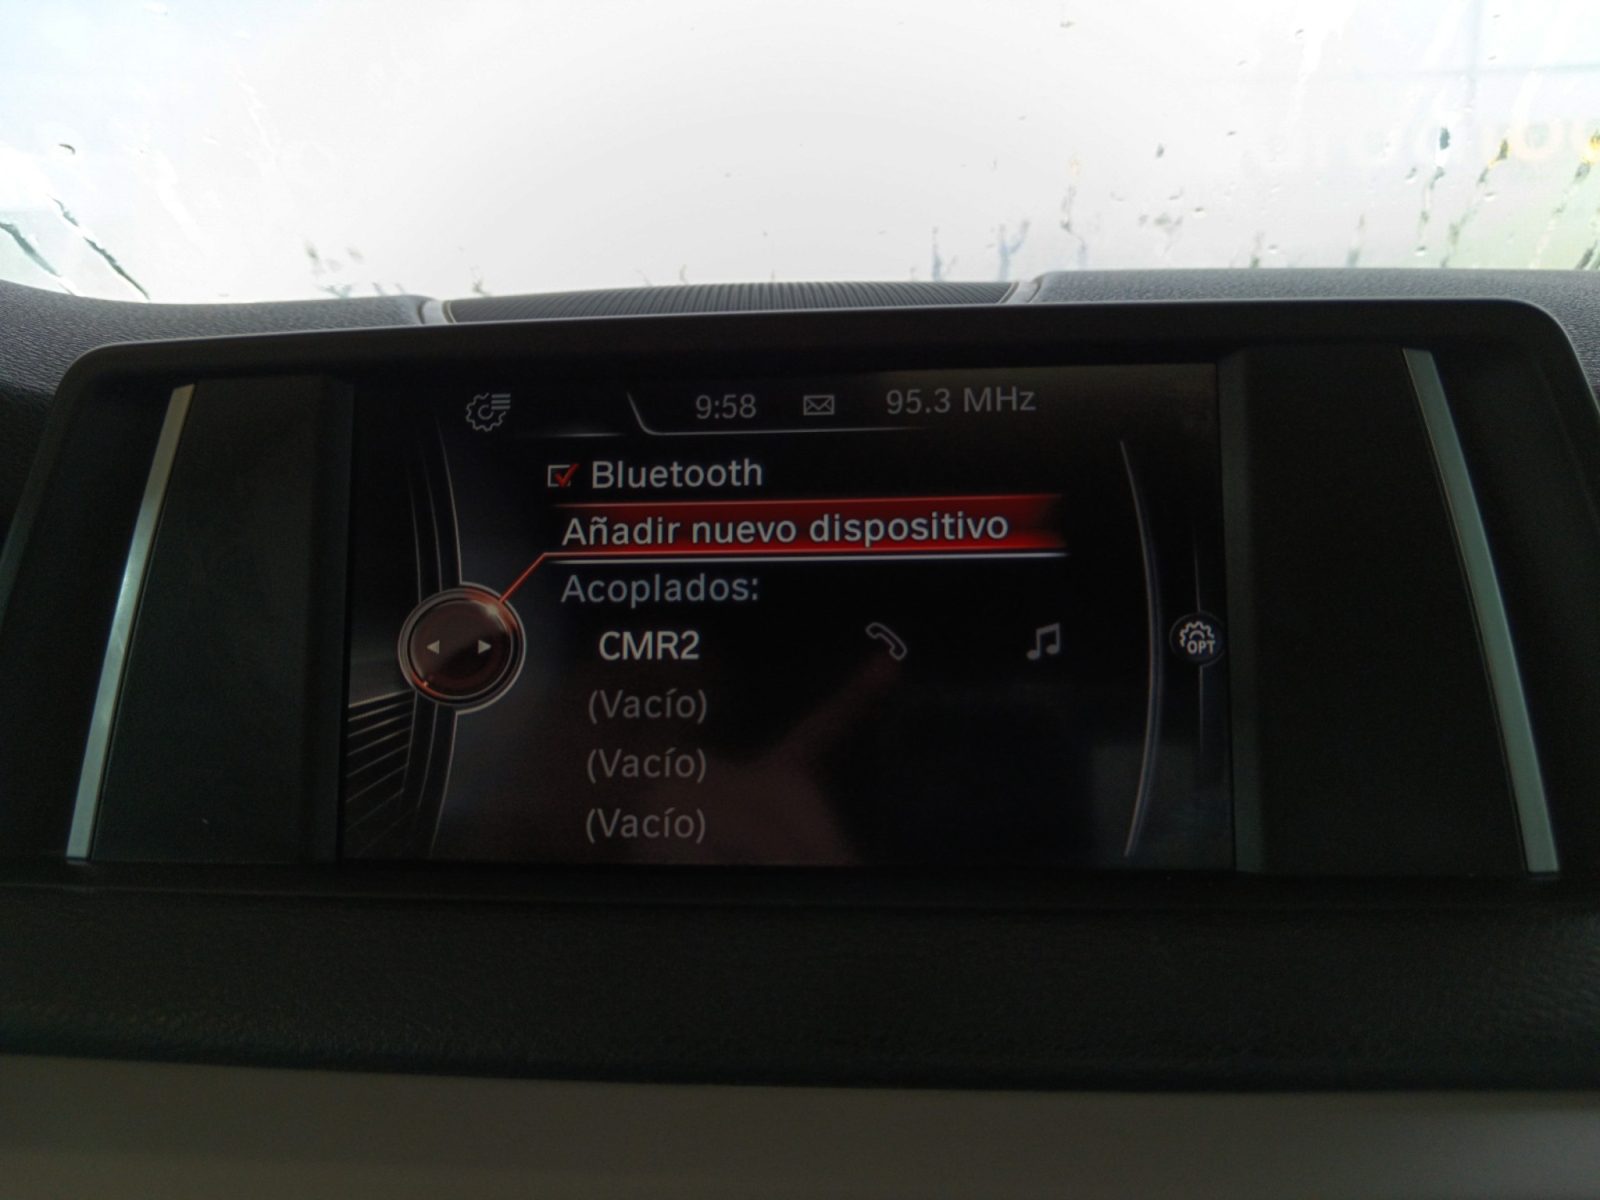 9:58 95.3 MHz
Bluetooth
Añadir nuevo dispositivo
Acoplados:
CMR2
(Vacío)
OPT
(Vacío)
(Vacío)